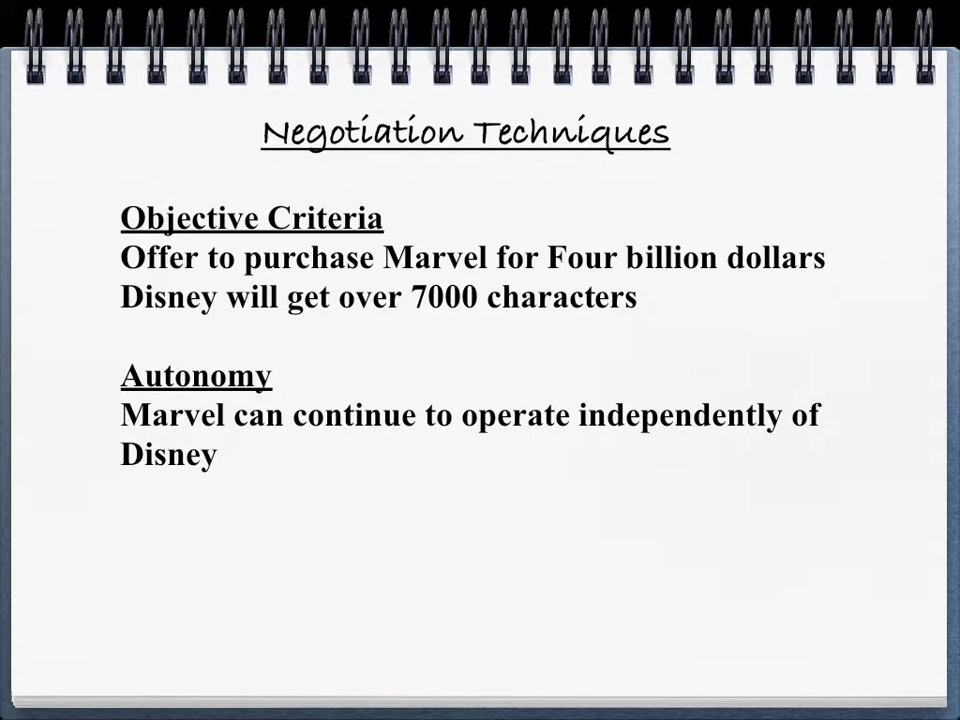 Negotiation Techniques
Objective Criteria
Offer to purchase Marvel for Four billion dollars
Disney will get over 7000 characters
Autonomy
Marvel can continue to operate independently of
Disney